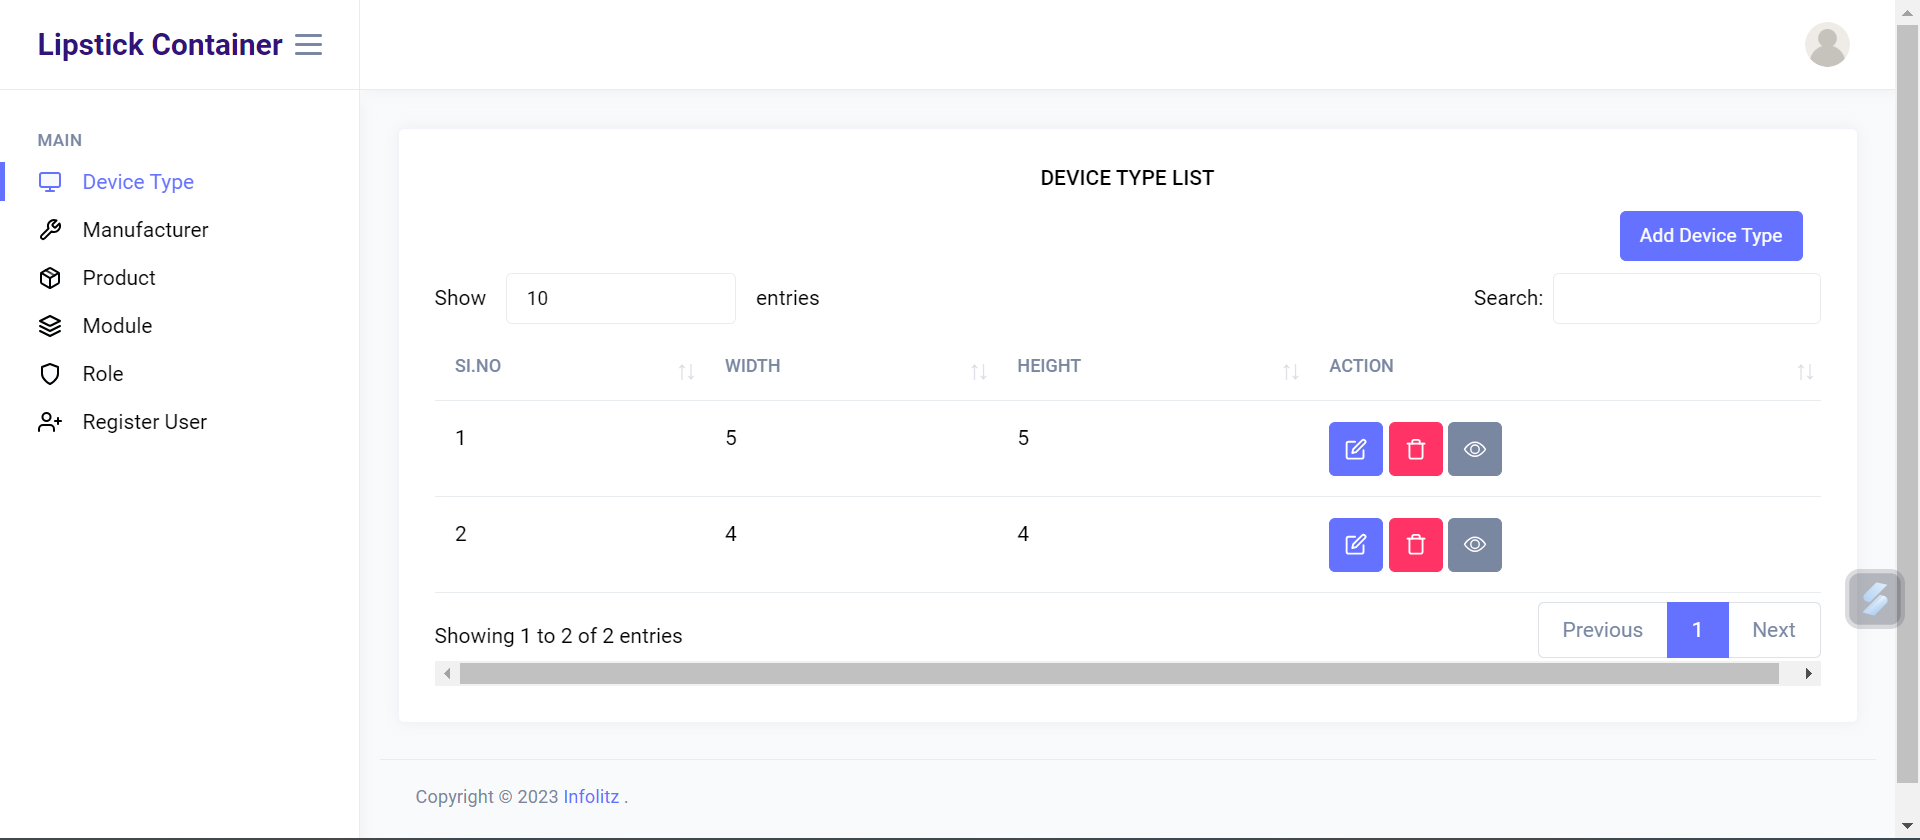 Lipstick Container
MAIN
Device Type
Manufacturer
Product
Module
Role
Register User
DEVICE TYPE LIST
Add Device Type
Show 10 entries Search:
SI.NO WIDTH HEIGHT ACTION
1 5 5
2 4 4
Showing 1 to 2 of 2 entries
Previous 1 Next
Copyright © 2023 Infolitz .